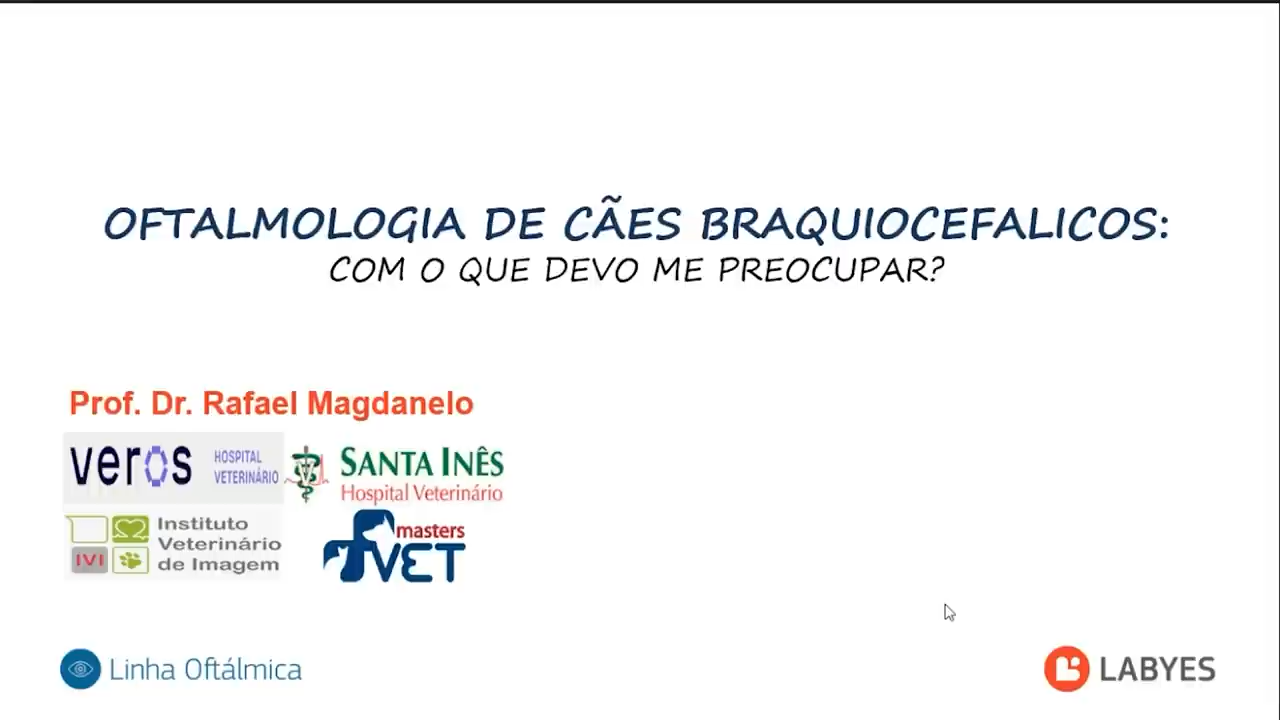 OFTALMOLOGIA DE CÃES BRAQUIOCEFALICOS:
COM O QUE DEVO ME PREOCUPAR?
Prof. Dr. Rafael Magdanelo
veros HOSPITAL VETERINÁRIO
SANTA INÊS
Hospital Veterinário
IVI
Instituto
Veterinário
de Imagem
masters
VET
Linha Oftálmica
LABYES